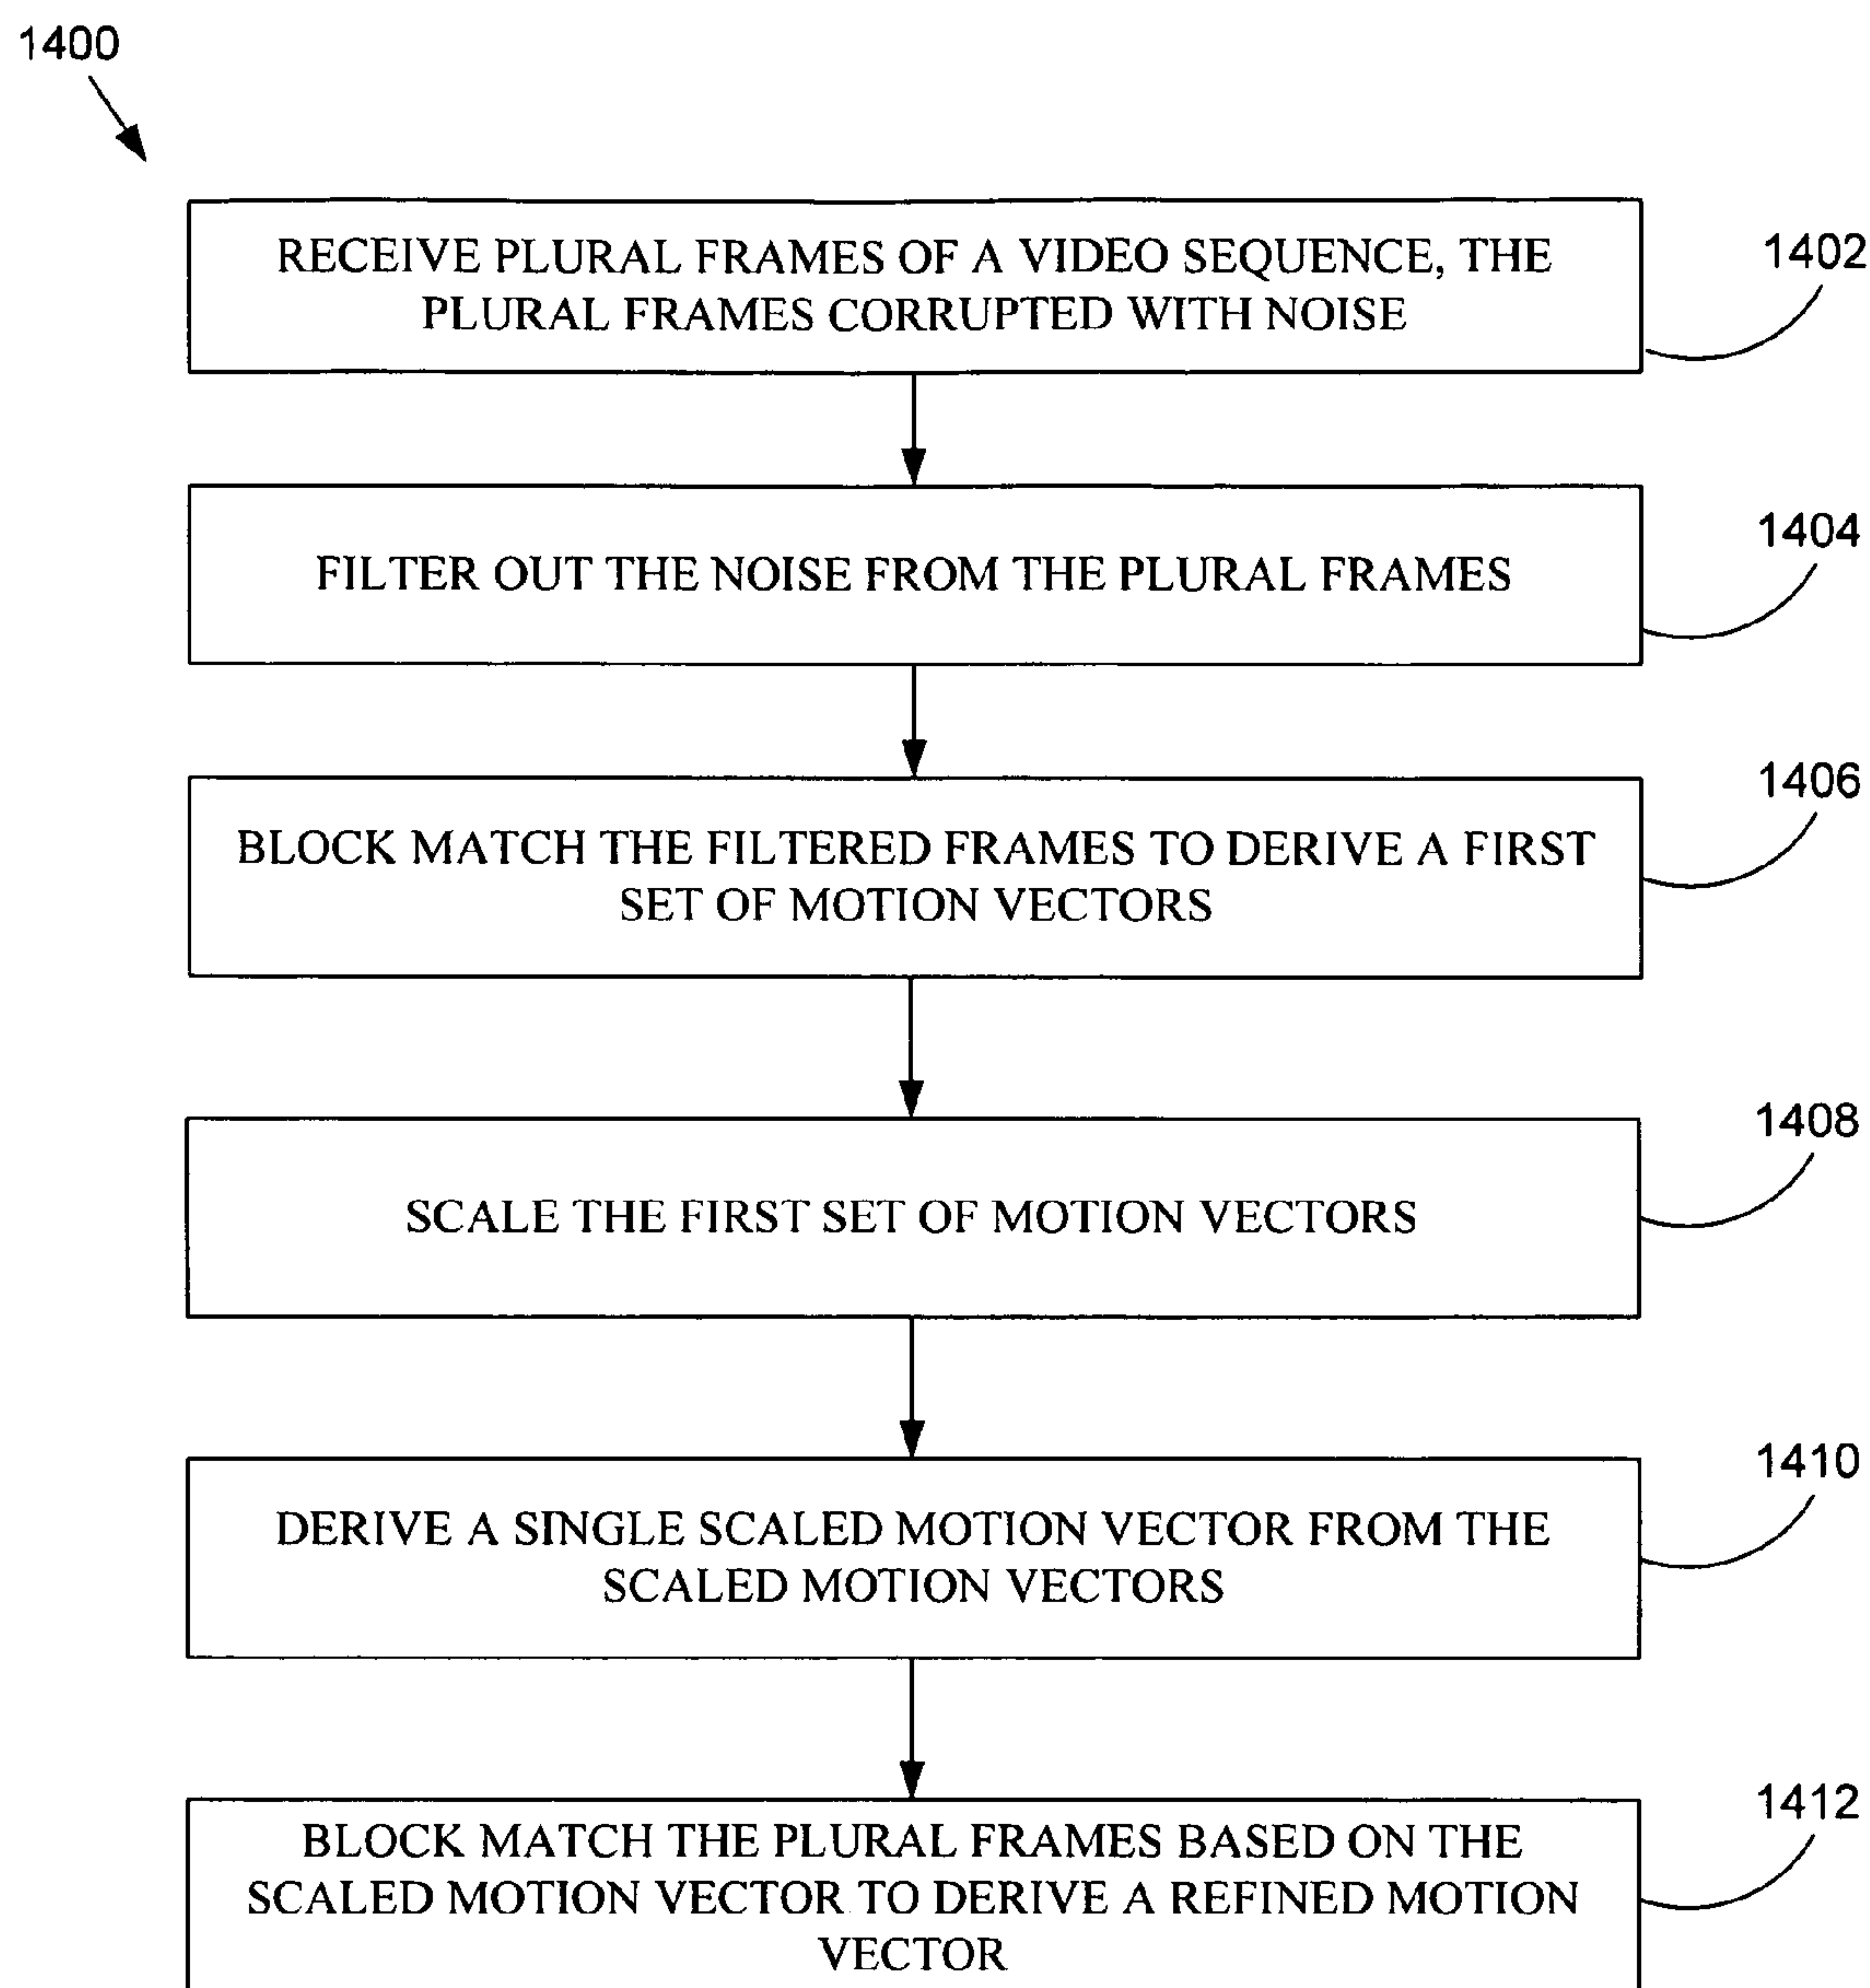 1400
RECEIVE PLURAL FRAMES OF A VIDEO SEQUENCE, THE
PLURAL FRAMES CORRUPTED WITH NOISE
1402
FILTER OUT THE NOISE FROM THE PLURAL FRAMES
1404
BLOCK MATCH THE FILTERED FRAMES TO DERIVE A FIRST
SET OF MOTION VECTORS
1406
SCALE THE FIRST SET OF MOTION VECTORS
1408
DERIVE A SINGLE SCALED MOTION VECTOR FROM THE
SCALED MOTION VECTORS
1410
BLOCK MATCH THE PLURAL FRAMES BASED ON THE
SCALED MOTION VECTOR TO DERIVE A REFINED MOTION
VECTOR
1412